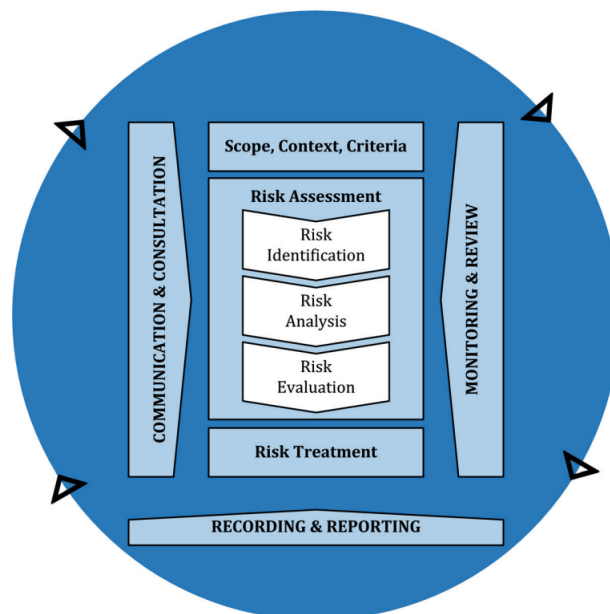 Scope, Context, Criteria
Risk Assessment
Risk
Identification
Risk
Analysis
Risk
Evaluation
Risk Treatment
COMMUNICATION & CONSULTATION
MONITORING & REVIEW
RECORDING & REPORTING